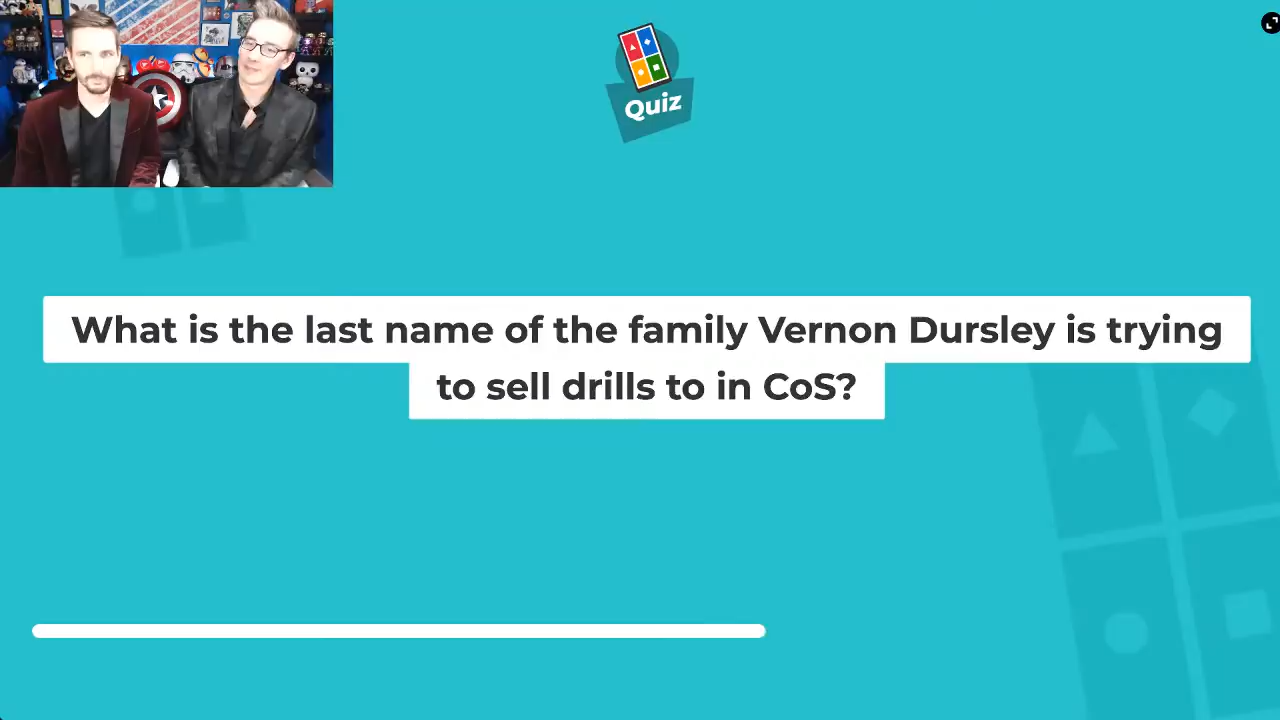 Quiz
What is the last name of the family Vernon Dursley is trying
to sell drills to in CoS?